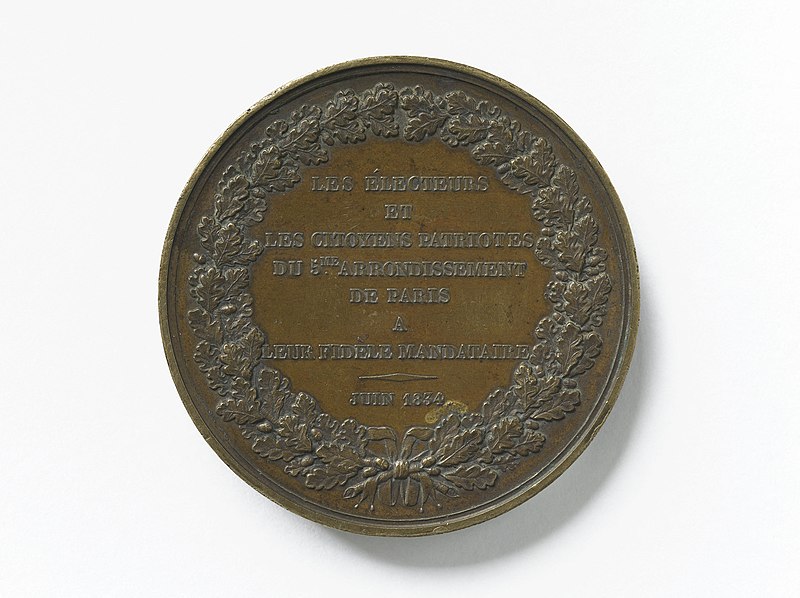 LES ÉLECTEURS
ET
LES CITOYENS PATRIOTES
DU 5ME ARRONDISSEMENT
DE PARIS
A
LEUR FIDÈLE MANDATAIRE
JUIN 1834